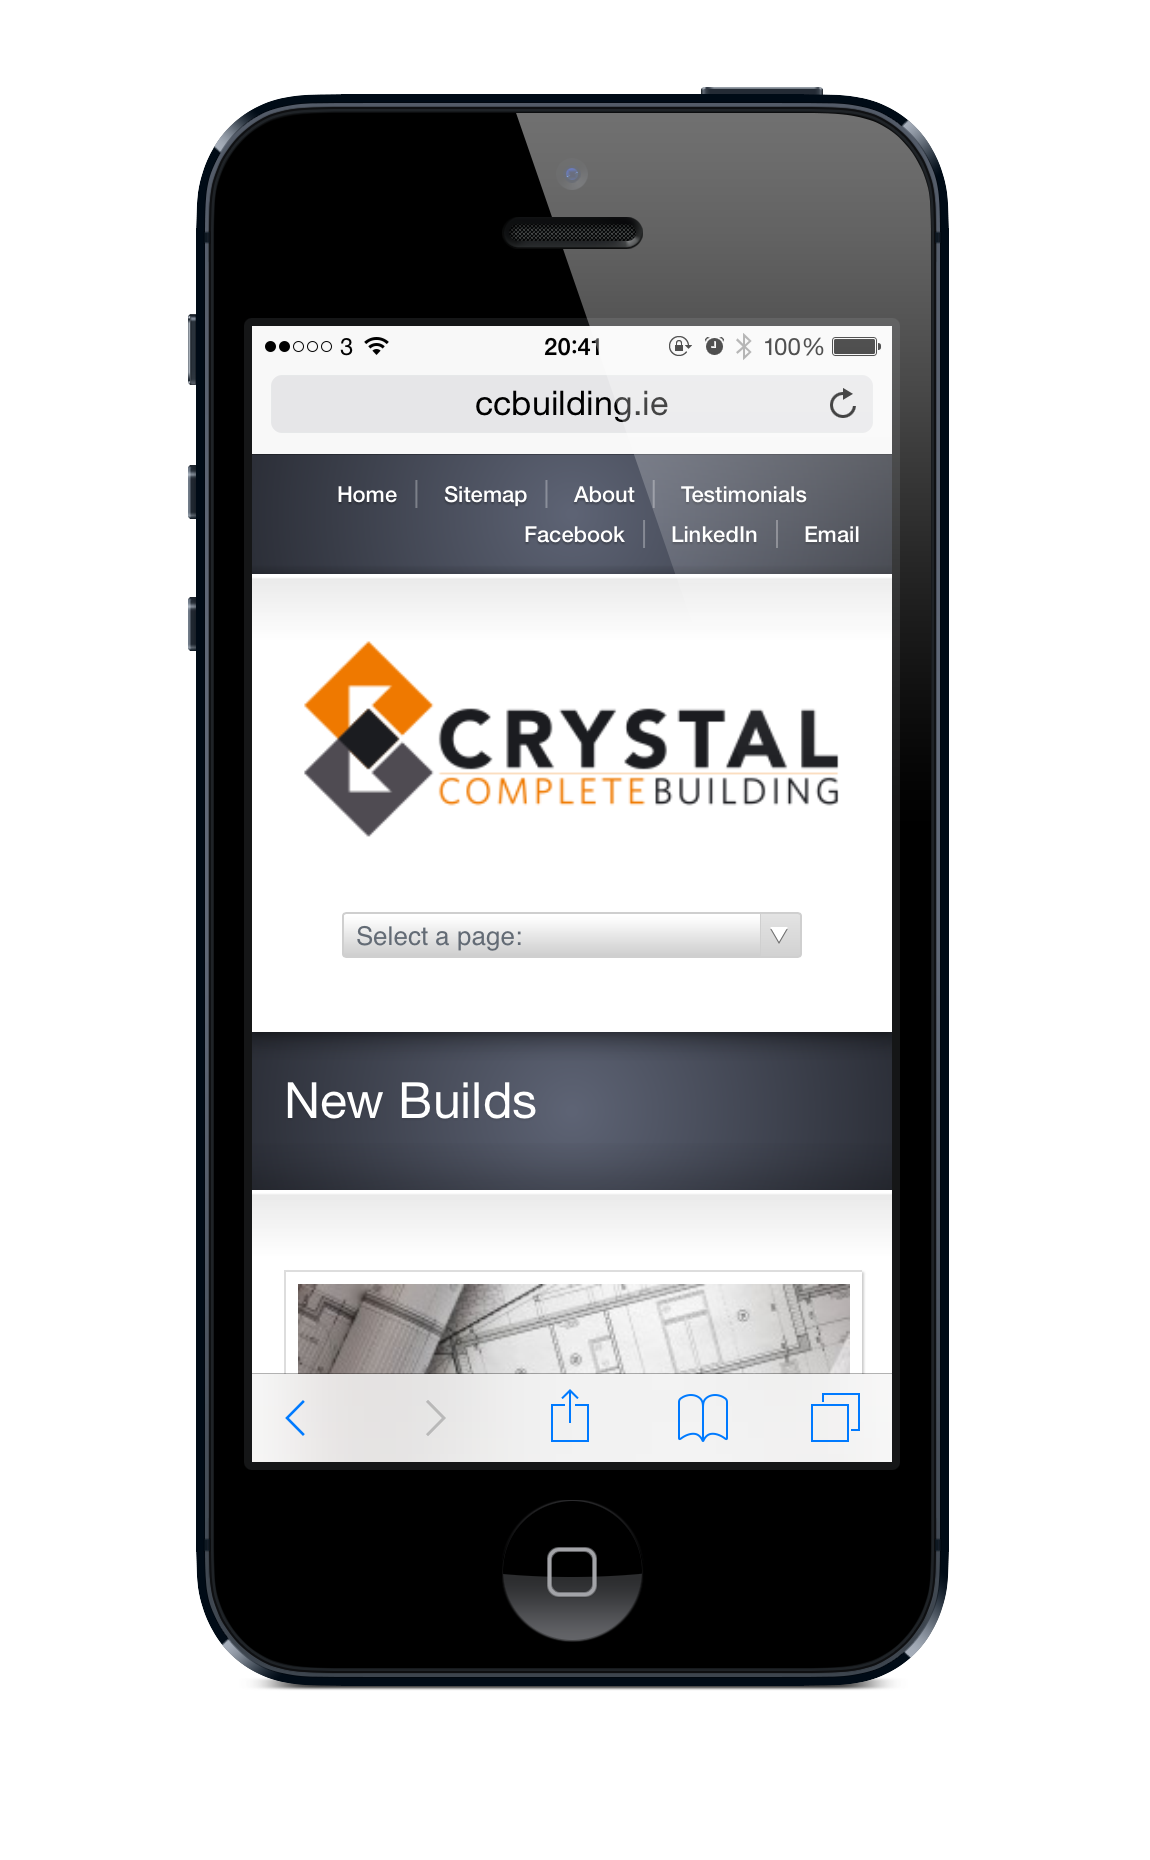 3 20:41 100%
ccbuilding.ie
Home Sitemap About Testimonials
Facebook LinkedIn Email
CRYSTAL
COMPLETE BUILDING
Select a page:
New Builds